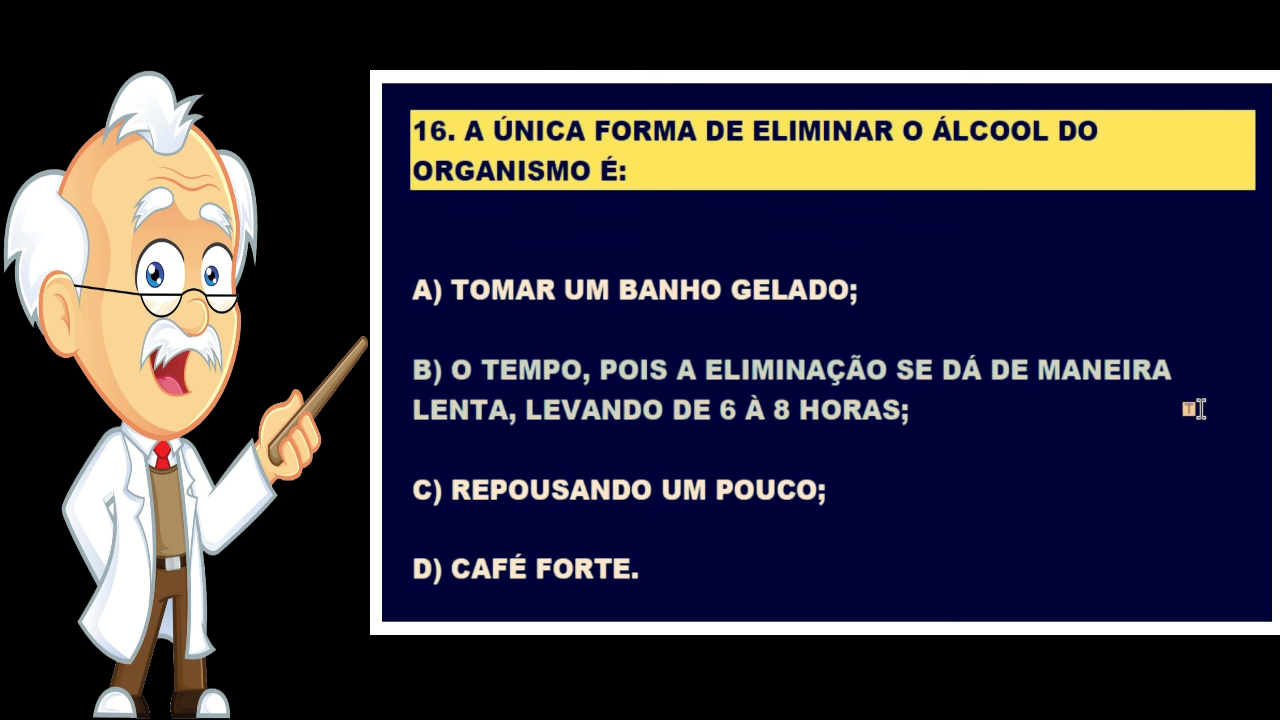 16. A ÚNICA FORMA DE ELIMINAR O ÁLCOOL DO
ORGANISMO É:
A) TOMAR UM BANHO GELADO;
B) O TEMPO, POIS A ELIMINAÇÃO SE DÁ DE MANEIRA
LENTA, LEVANDO DE 6 À 8 HORAS;
C) REPOUSANDO UM POUCO;
D) CAFÉ FORTE.